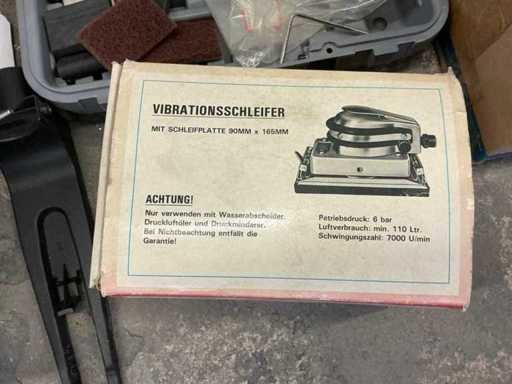 VIBRATIONSSCHLEIFER
MIT SCHLEIFPLATTE 90MM x 165MM
ACHTUNG!
Nur verwenden mit Wasserabscheider,
Druckluftöler und Druckminderer.
Bei Nichtbeachtung entfällt die
Garantie!
Petriebsdruck: 6 bar
Luftverbrauch: min. 110 Ltr.
Schwingungszahl: 7000 U/min